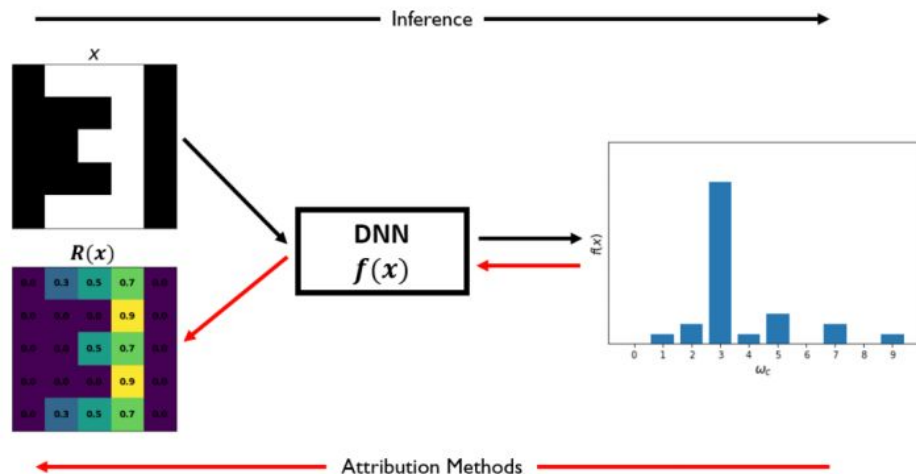 Inference
X
R(x)
0.0 0.3 0.5 0.7 0.0
0.0 0.0 0.0 0.9 0.0
0.0 0.0 0.5 0.7 0.0
0.0 0.0 0.0 0.9 0.0
0.0 0.3 0.5 0.7 0.0
DNN
f(x)
f(x)
0 1 2 3 4 5 6 7 8 9
ω_c
Attribution Methods